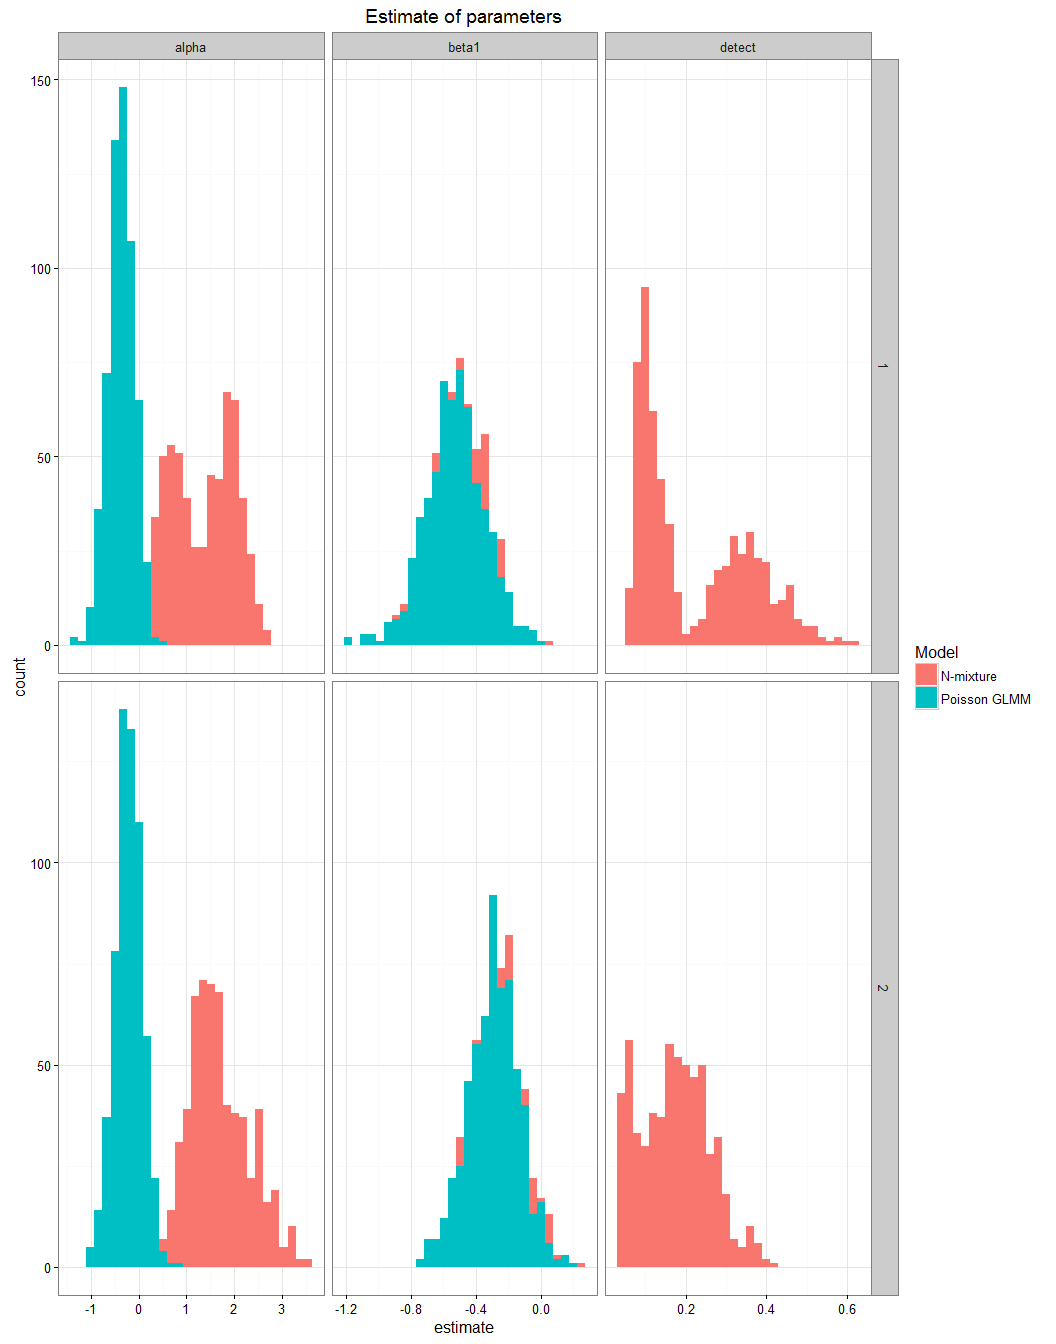 Estimate of parameters
alpha
beta1
detect
150
100
50
0
1
count
Model
N-mixture
Poisson GLMM
100
50
0
2
-1 0 1 2 3
-1.2 -0.8 -0.4 0.0
0.2 0.4 0.6
estimate